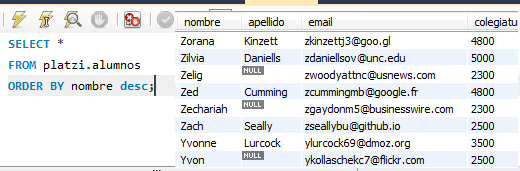 SELECT *
FROM platzi.alumnos
ORDER BY nombre desc;
nombre apellido email colegiatu
Zorana Kinzett zkinzettj3@goo.gl 4800
Zilvia Daniells zdaniellsov@unc.edu 5000
Zelig NULL zwoodyattnc@usnews.com 2300
Zed Cumming zcummingmb@google.fr 4800
Zechariah NULL zgaydonm5@businesswire.com 2300
Zach Seally zseallybu@github.io 2500
Yvonne Lurcock ylurcock69@dmoz.org 3500
Yvon NULL ykollaschekc7@flickr.com 2500